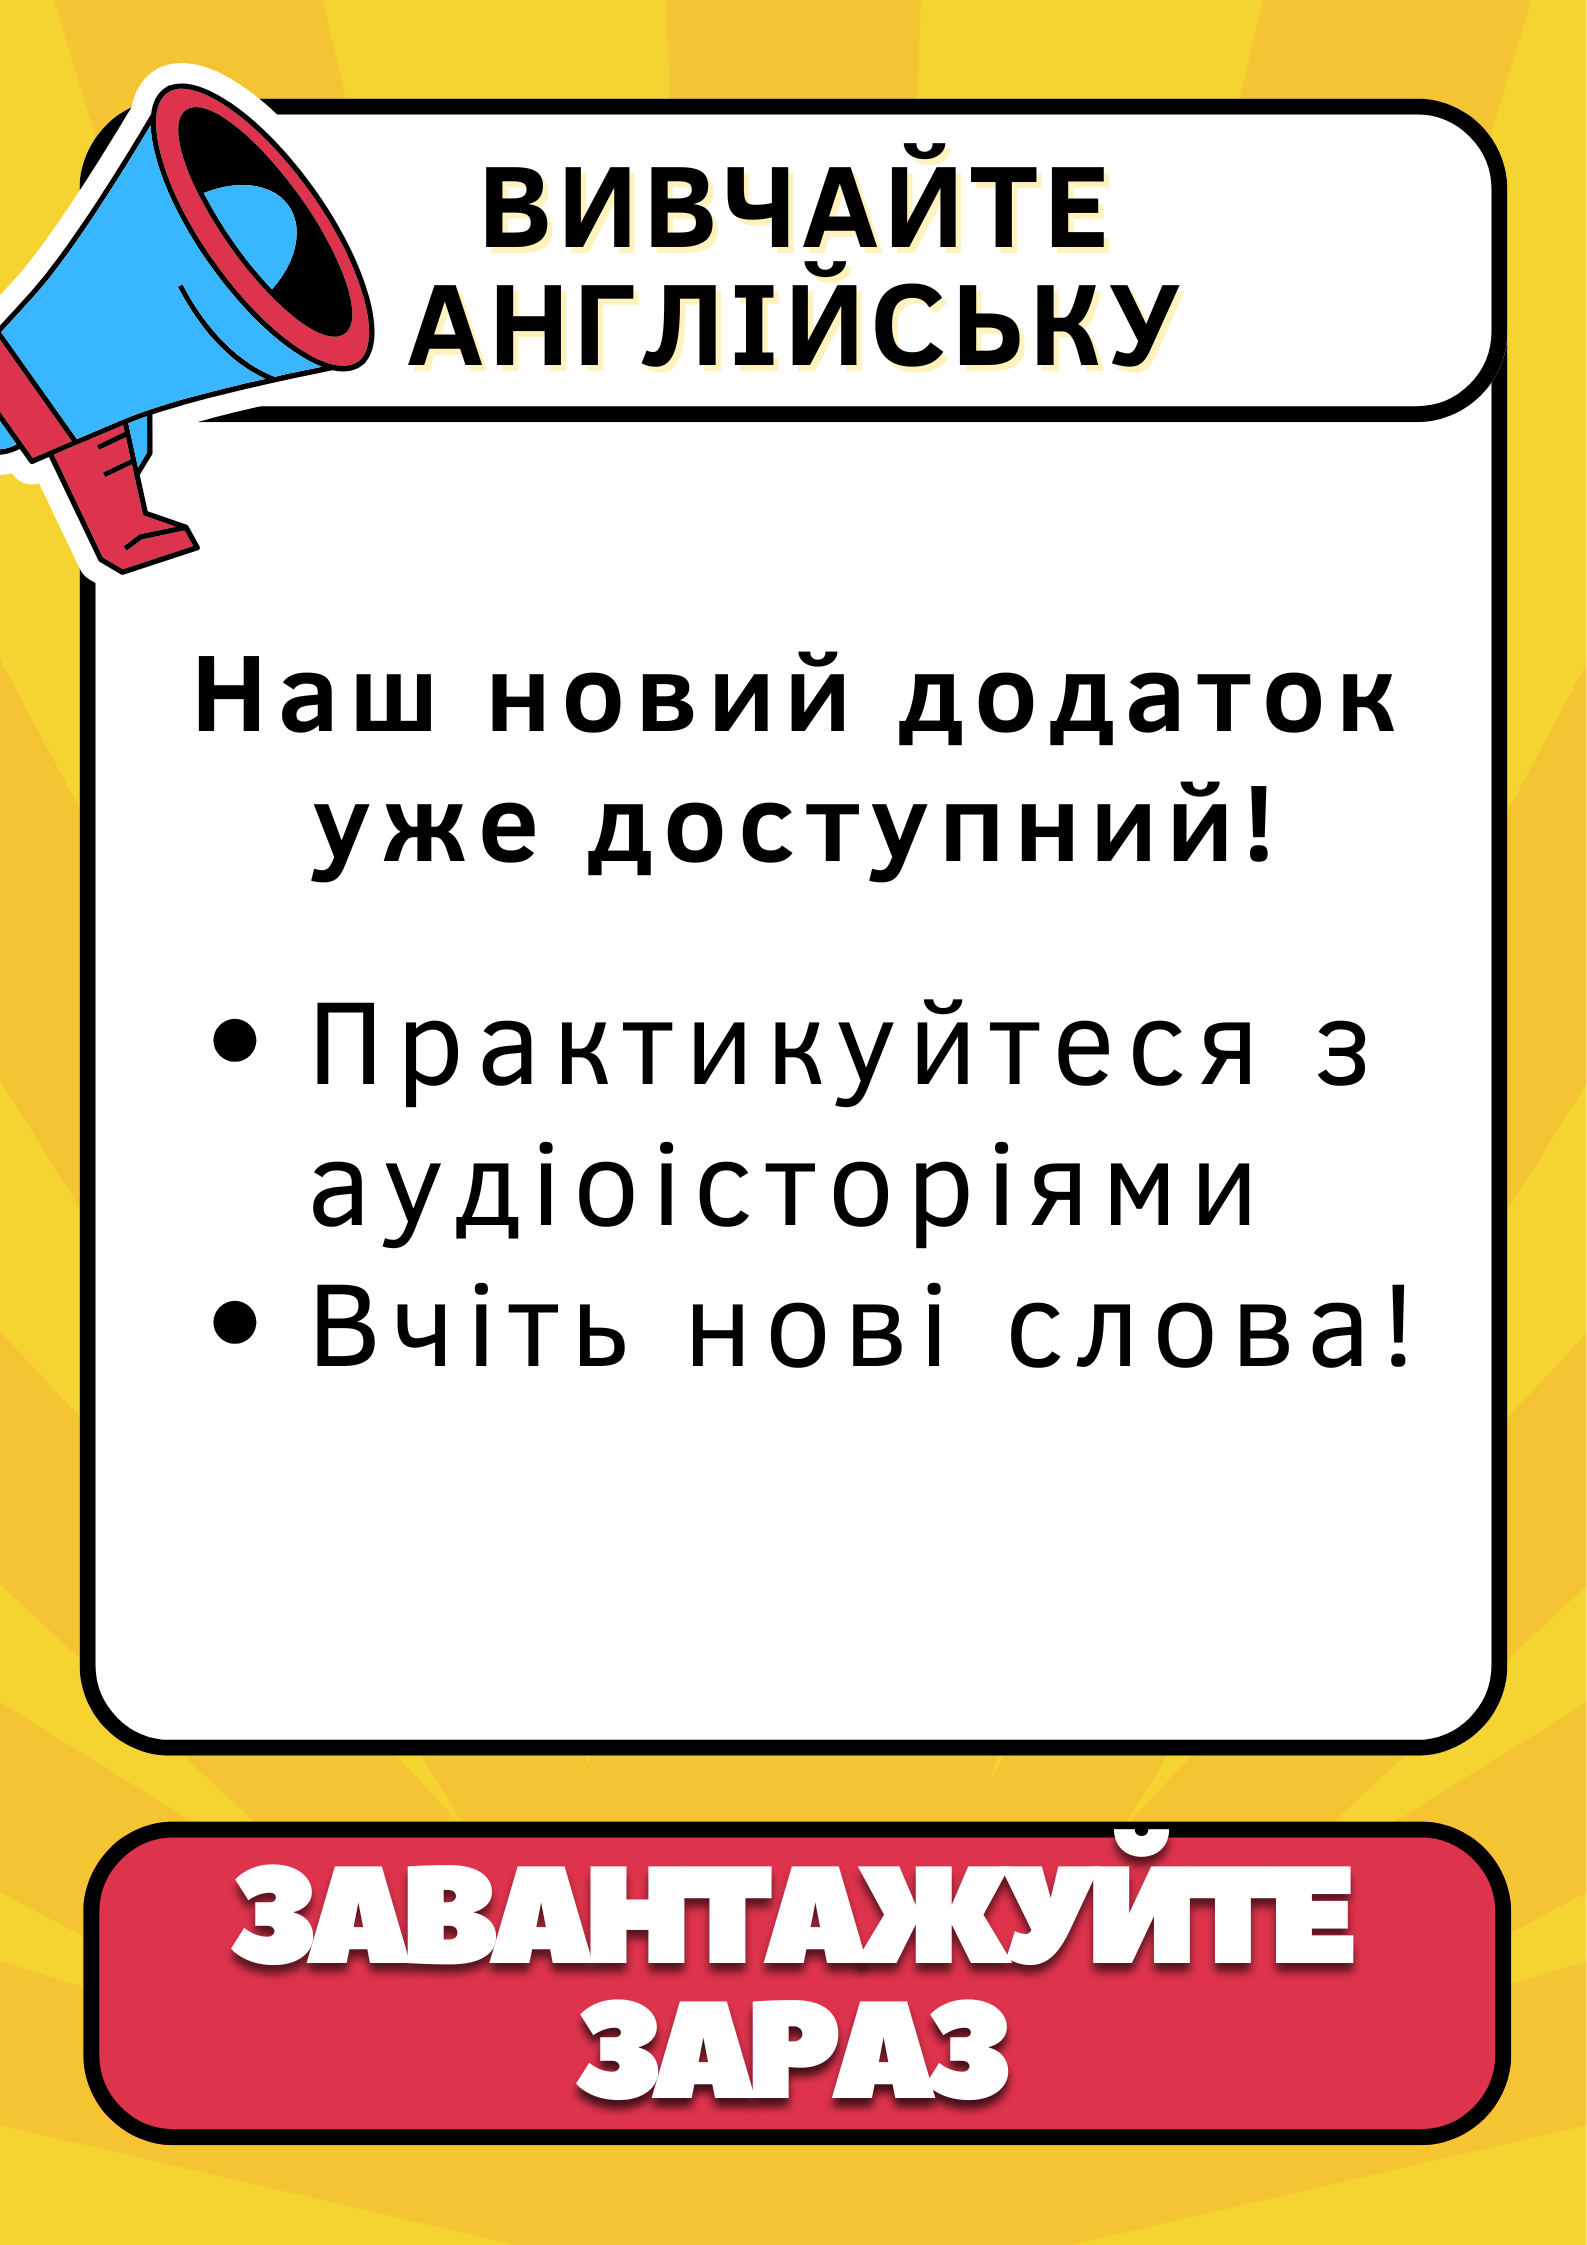 ВИВЧАЙТЕ
АНГЛІЙСЬКУ
Наш новий додаток
уже доступний!
• Практикуйтеся з
аудіоісторіями
• Вчіть нові слова!
ЗАВАНТАЖУЙТЕ
ЗАРАЗ